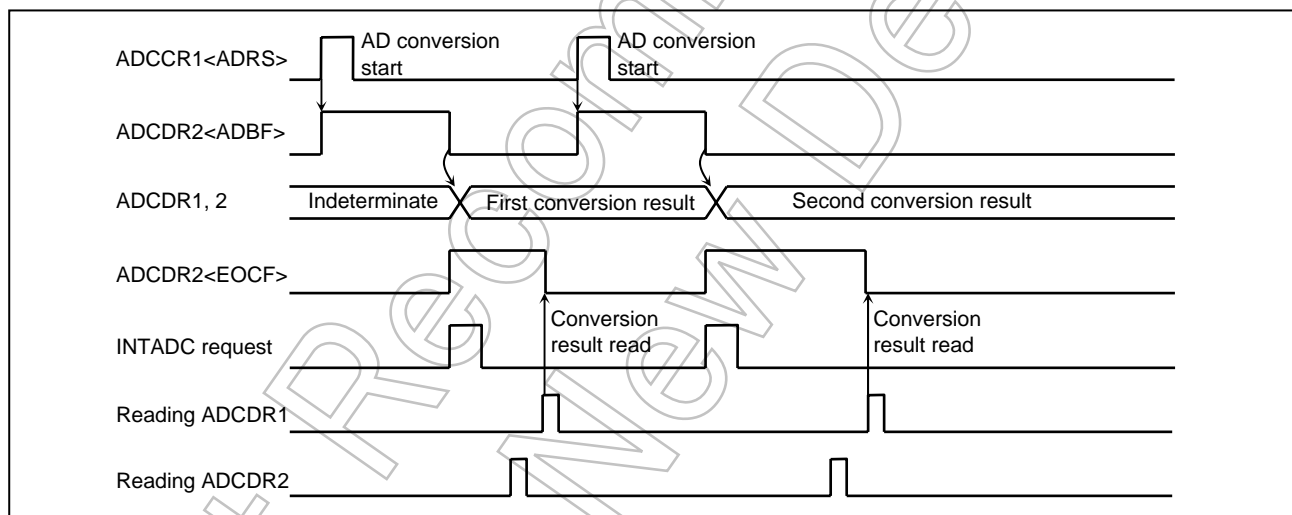 ADCCR1<ADRS>
AD conversion
start
AD conversion
start
ADCDR2<ADBF>
ADCDR1, 2
Indeterminate
First conversion result
Second conversion result
ADCDR2<EOCF>
INTADC request
Conversion
result read
Conversion
result read
Reading ADCDR1
Reading ADCDR2